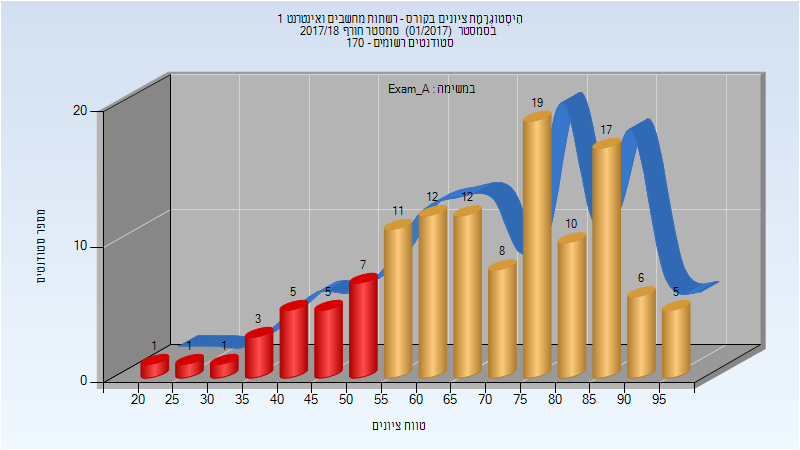 הִיסְטוֹגְרָמַת ציונים בקורס - רשתות מחשבים ואינטרנט 1
בסמסטר (01/2017) סמסטר חורף 2017/18
סטודנטים רשומים - 170
במשימה : Exam_A
מספר סטודנטים
20
10
0
1
1
1
3
5
5
7
11
12
12
8
19
10
17
6
5
20 25 30 35 40 45 50 55 60 65 70 75 80 85 90 95
טווח ציונים